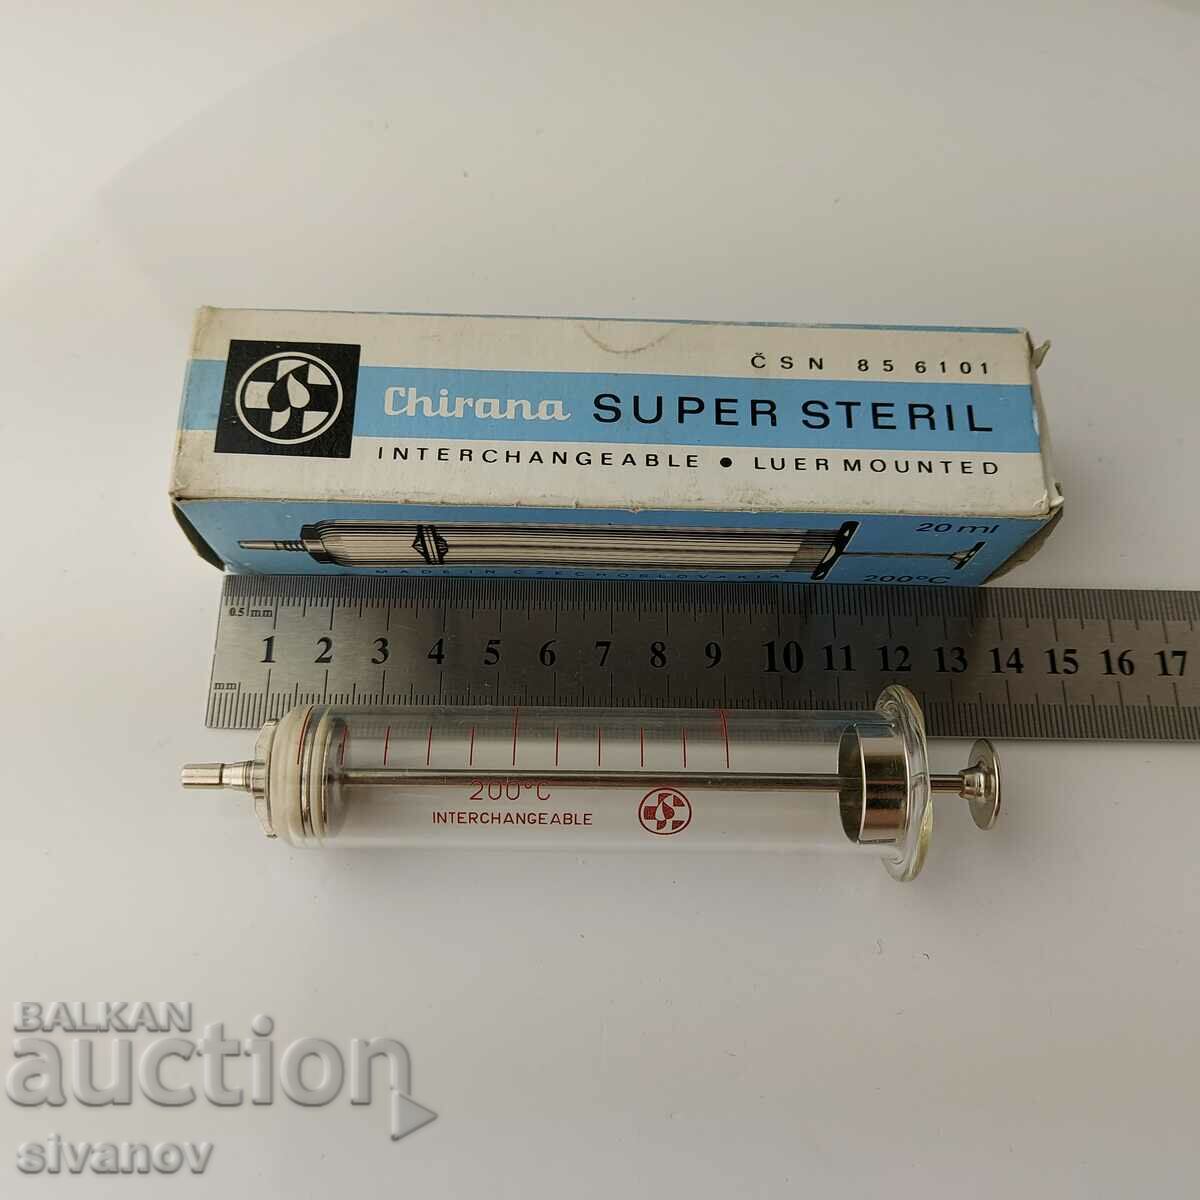 ČSN 856101
Chirana SUPER STERIL
INTERCHANGEABLE • LUER MOUNTED
20 ml
MADE IN CZECHOSLOVAKIA
200°C
0.5 mm
1 2 3 4 5 6 7 8 9 10 11 12 13 14 15 16 17
mm
200°C
INTERCHANGEABLE
BALKAN
auction
sivanov